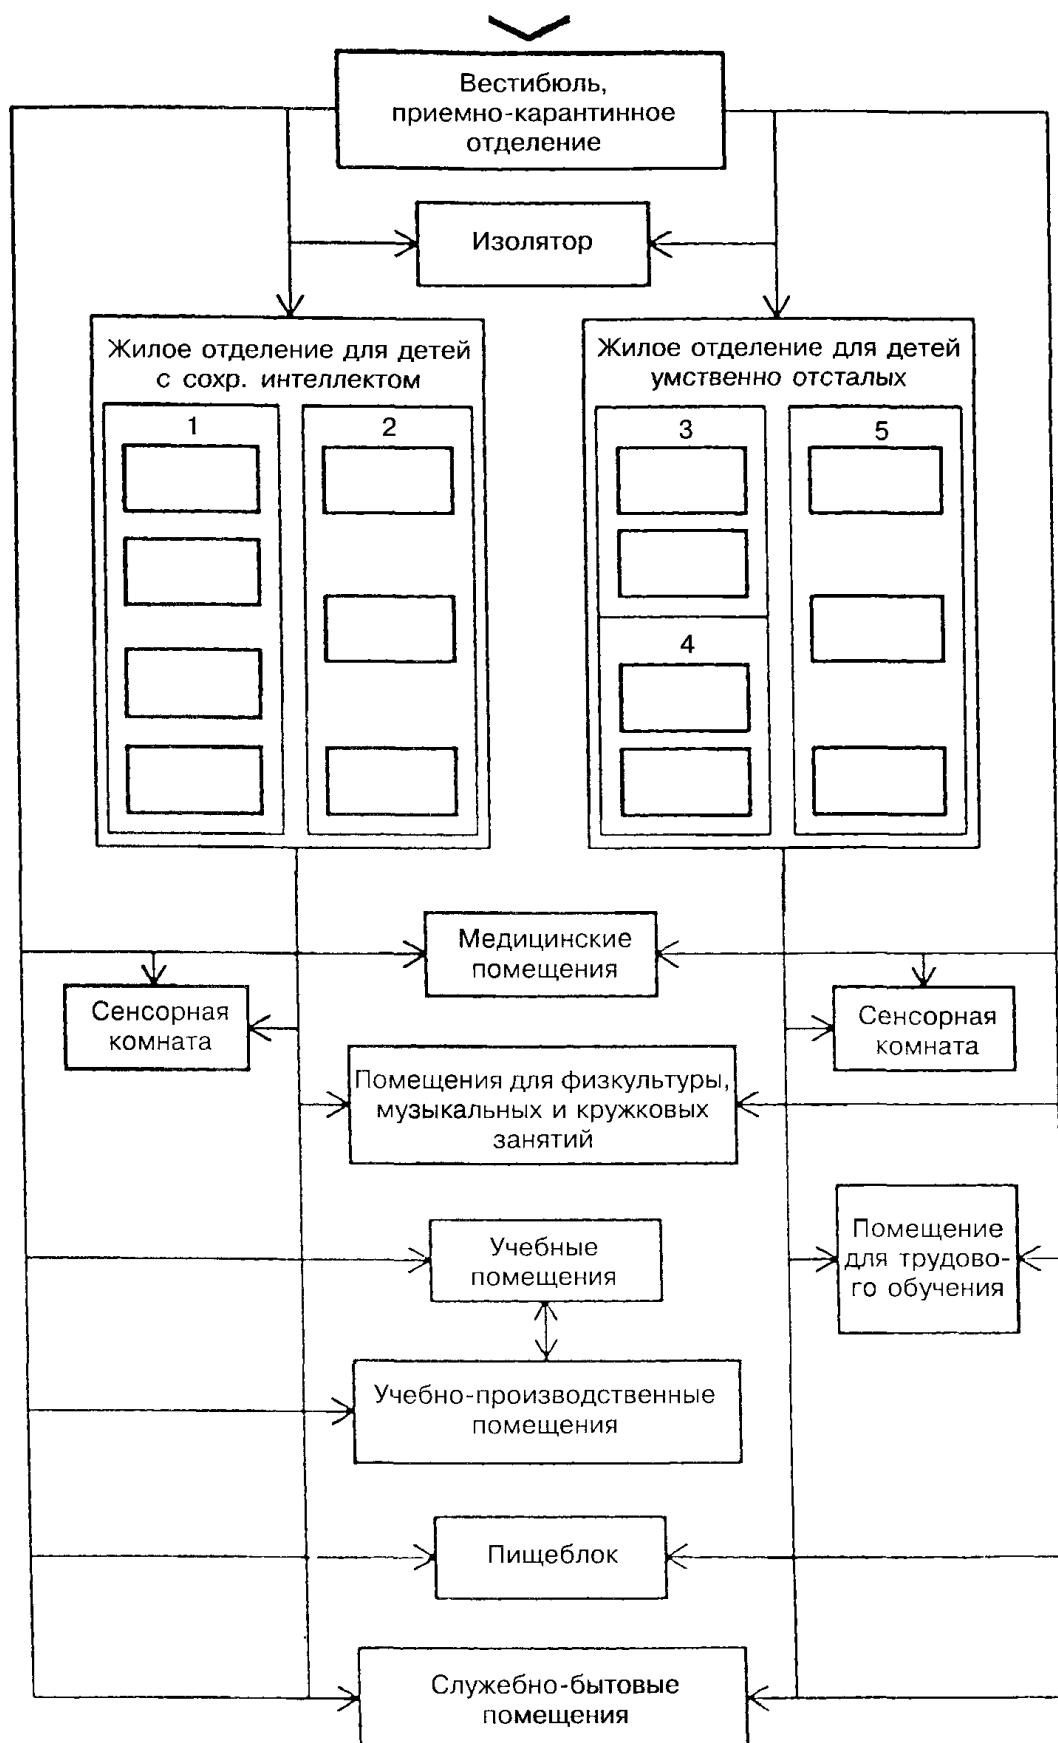 Вестибюль,
приемно-карантинное
отделение
Изолятор
Жилое отделение для детей
с сохр. интеллектом
1
2
Жилое отделение для детей
умственно отсталых
3
4
5
Медицинские
помещения
Сенсорная
комната
Сенсорная
комната
Помещения для физкультуры,
музыкальных и кружковых
занятий
Учебные
помещения
Помещение
для трудово-
го обучения
Учебно-производственные
помещения
Пищеблок
Служебно-бытовые
помещения